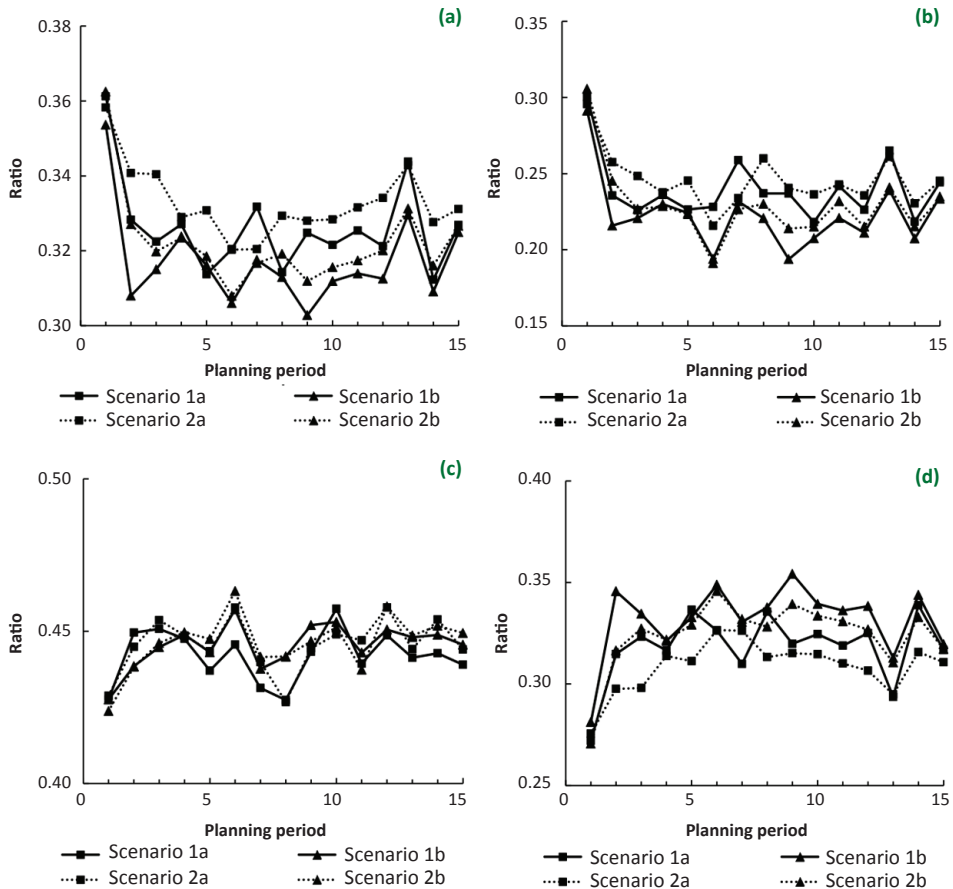 (a)
0.38
0.36
0.34
0.32
0.30
Ratio
0 5 10 15
Planning period
Scenario 1a Scenario 1b
Scenario 2a Scenario 2b
(b)
0.35
0.30
0.25
0.20
0.15
Ratio
0 5 10 15
Planning period
Scenario 1a Scenario 1b
Scenario 2a Scenario 2b
(c)
0.50
0.45
0.40
Ratio
0 5 10 15
Planning period
Scenario 1a Scenario 1b
Scenario 2a Scenario 2b
(d)
0.40
0.35
0.30
0.25
Ratio
0 5 10 15
Planning period
Scenario 1a Scenario 1b
Scenario 2a Scenario 2b